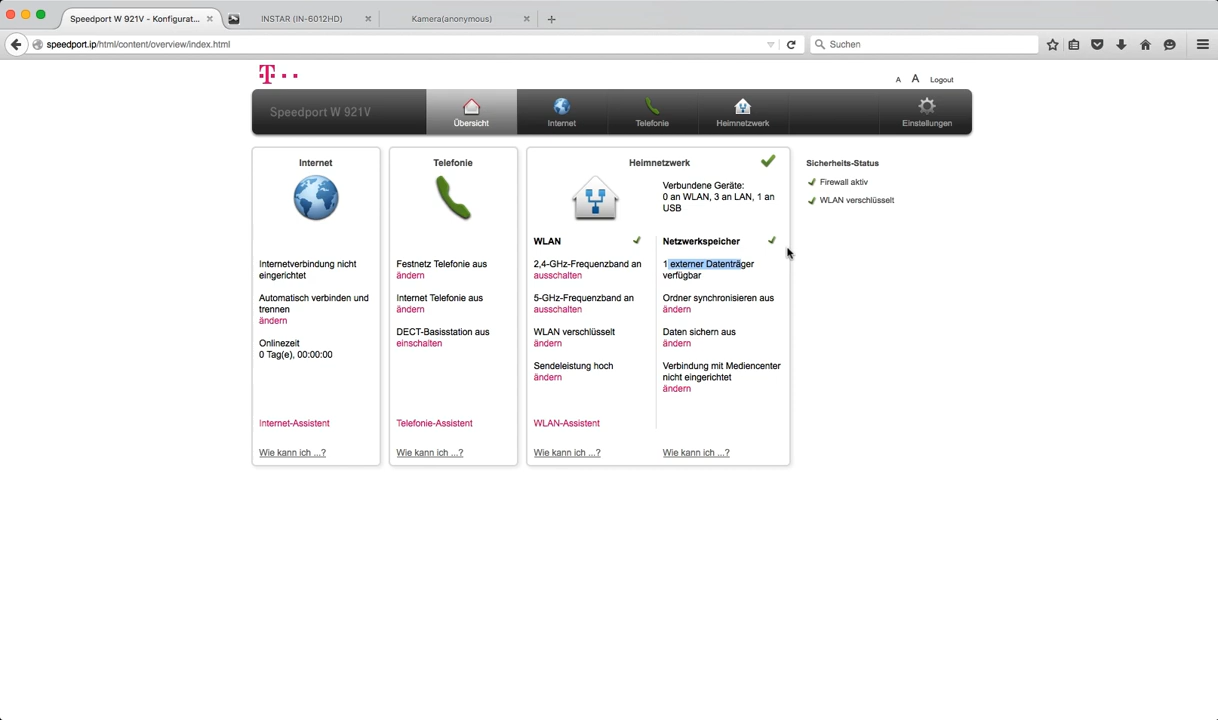 Speedport W 921V - Konfigurat...
INSTAR (IN-6012HD)
Kamera(anonymous)
speedport.ip/html/content/overview/index.html
Suchen
T
A A Logout
Speedport W 921V
Übersicht
Internet
Telefonie
Heimnetzwerk
Einstellungen
Internet
Internetverbindung nicht
eingerichtet
Automatisch verbinden und
trennen
ändern
Onlinezeit
0 Tag(e), 00:00:00
Internet-Assistent
Wie kann ich ...?
Telefonie
Festnetz Telefonie aus
ändern
Internet Telefonie aus
ändern
DECT-Basisstation aus
einschalten
Telefonie-Assistent
Wie kann ich ...?
Heimnetzwerk
Verbundene Geräte:
0 an WLAN, 3 an LAN, 1 an
USB
WLAN
2,4-GHz-Frequenzband an
ausschalten
5-GHz-Frequenzband an
ausschalten
WLAN verschlüsselt
ändern
Sendeleistung hoch
ändern
WLAN-Assistent
Wie kann ich ...?
Netzwerkspeicher
1 externer Datenträger
verfügbar
Ordner synchronisieren aus
ändern
Daten sichern aus
ändern
Verbindung mit Mediencenter
nicht eingerichtet
ändern
Wie kann ich ...?
Sicherheits-Status
Firewall aktiv
WLAN verschlüsselt